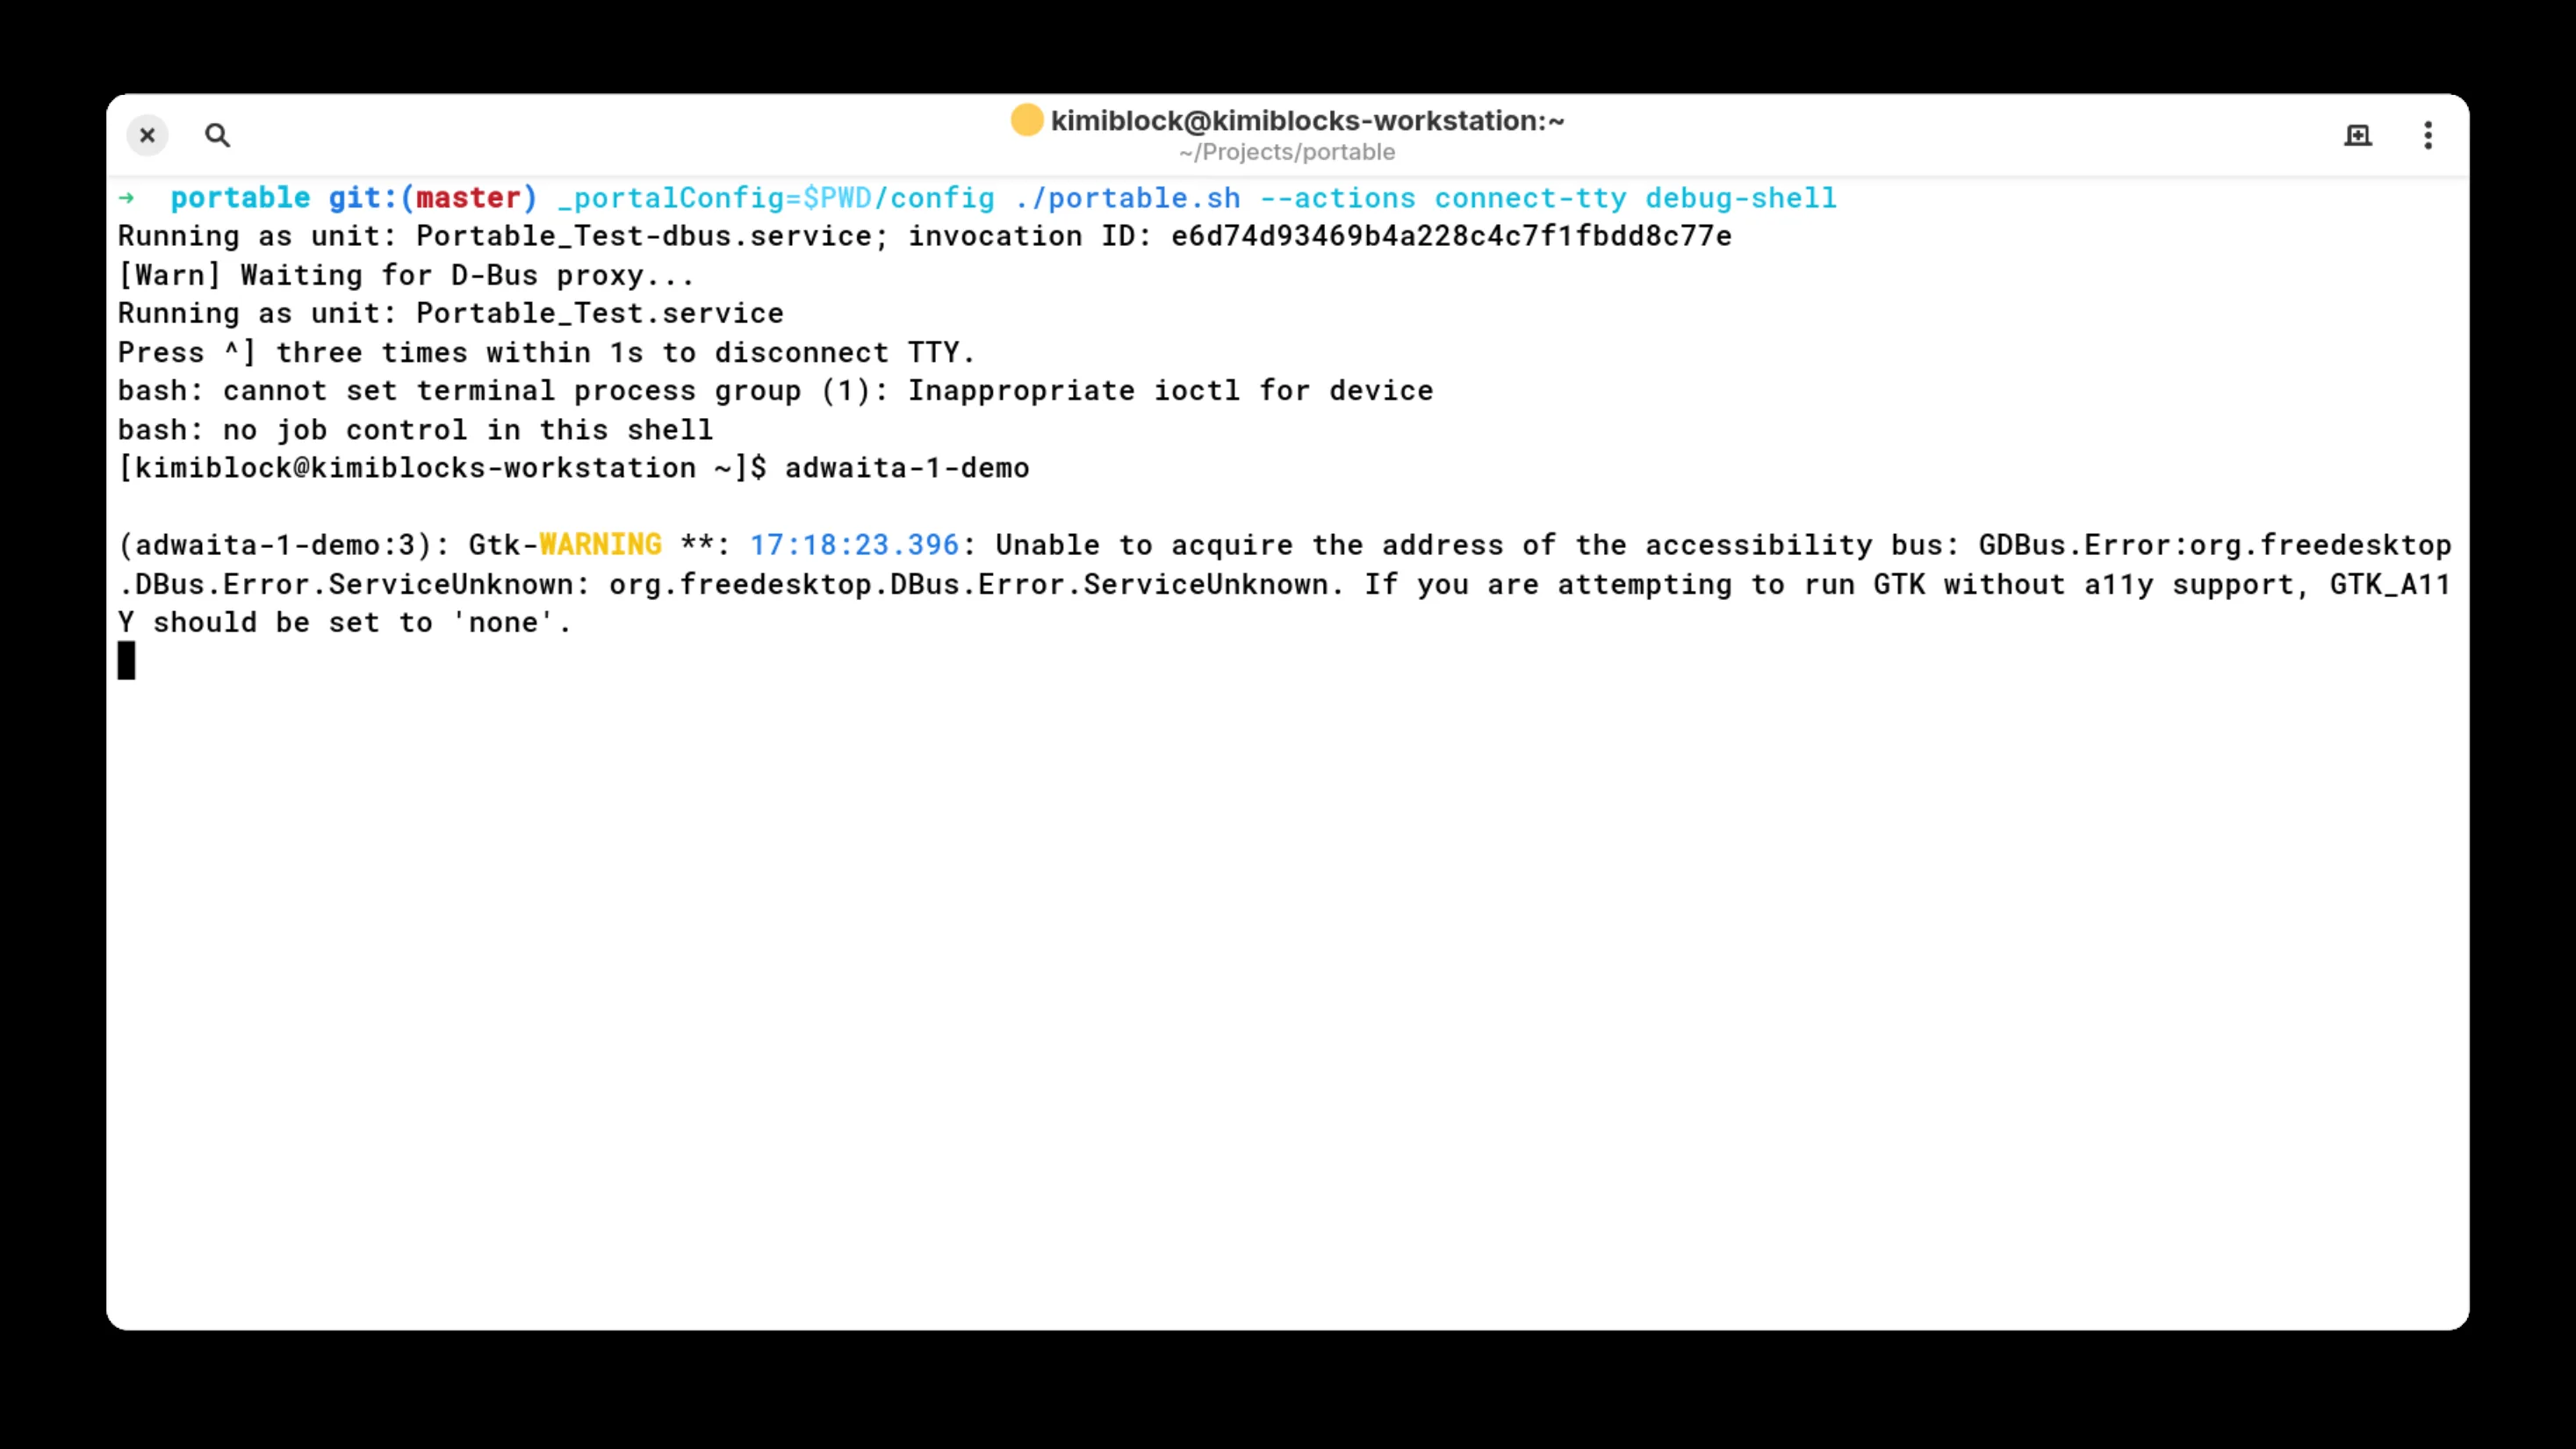 kimiblock@kimiblocks-workstation:~
~/Projects/portable
→ portable git:(master) _portalConfig=$PWD/config ./portable.sh --actions connect-tty debug-shell
Running as unit: Portable_Test-dbus.service; invocation ID: e6d74d93469b4a228c4c7f1fbdd8c77e
[Warn] Waiting for D-Bus proxy...
Running as unit: Portable_Test.service
Press ^] three times within 1s to disconnect TTY.
bash: cannot set terminal process group (1): Inappropriate ioctl for device
bash: no job control in this shell
[kimiblock@kimiblocks-workstation ~]$ adwaita-1-demo
(adwaita-1-demo:3): Gtk-WARNING **: 17:18:23.396: Unable to acquire the address of the accessibility bus: GDBus.Error:org.freedesktop
.DBus.Error.ServiceUnknown: org.freedesktop.DBus.Error.ServiceUnknown. If you are attempting to run GTK without a11y support, GTK_A11
Y should be set to 'none'.